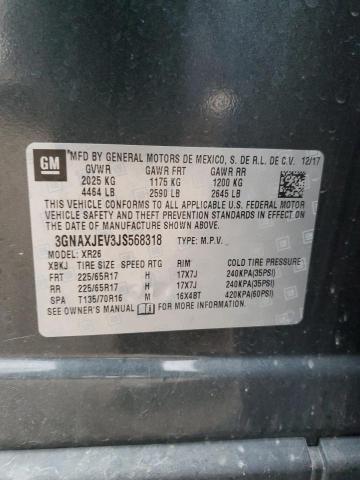 GM
*MFD BY GENERAL MOTORS DE MEXICO, S. DE R.L. DE C.V. 12/17
GVWR GAWR FRT GAWR RR
2025 KG 1175 KG 1200 KG
4464 LB 2590 LB 2645 LB
THIS VEHICLE CONFORMS TO ALL APPLICABLE U.S. FEDERAL MOTOR
VEHICLE SAFETY AND THEFT PREVENTION STANDARDS IN EFFECT ON
THE DATE OF MANUFACTURE SHOWN ABOVE.
3GNAXJEV3JS568318 TYPE: M.P.V.
MODEL: XR26
XBKJ TIRE SIZE SPEED RTG RIM COLD TIRE PRESSURE
FRT 225/65R17 H 17X7J 240KPA(35PSI)
RR 225/65R17 H 17X7J 240KPA(35PSI)
SPA T135/70R16 M 16X4BT 420KPA(60PSI)
SEE OWNER'S MANUAL FOR ADDITIONAL INFORMATION